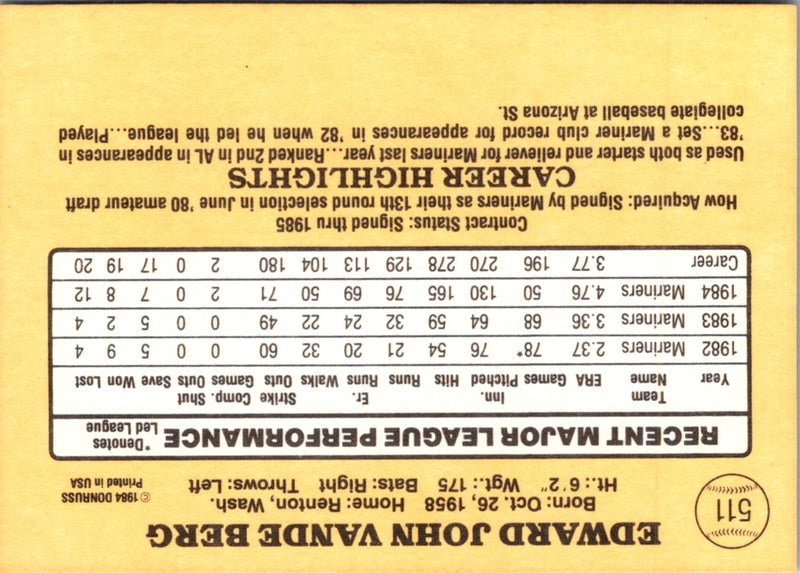 511
EDWARD JOHN VANDE BERG
Born: Oct. 26, 1958 Home: Renton, Wash.
Ht.: 6'2" Wgt.: 175 Bats: Right Throws: Left
© 1984 DONRUSS
Printed in USA
RECENT MAJOR LEAGUE PERFORMANCE
*Denotes
Led League
Team Inn. Er. Strike Comp. Shut
Year Name ERA Games Pitched Hits Runs Runs Walks Outs Games Outs Save Won Lost
1982 Mariners 2.37 78* 76 54 21 20 32 60 0 0 5 9 4
1983 Mariners 3.36 68 64 59 32 24 22 49 0 0 5 2 4
1984 Mariners 4.76 50 130 165 76 69 50 71 2 0 7 8 12
Career 3.77 196 270 278 129 113 104 180 2 0 17 19 20
Contract Status: Signed thru 1985
How Acquired: Signed by Mariners as their 13th round selection in June '80 amateur draft
CAREER HIGHLIGHTS
Used as both starter and reliever for Mariners last year...Ranked 2nd in AL in appearances in
'83...Set a Mariner club record for appearances in '82 when he led the league...Played
collegiate baseball at Arizona St.